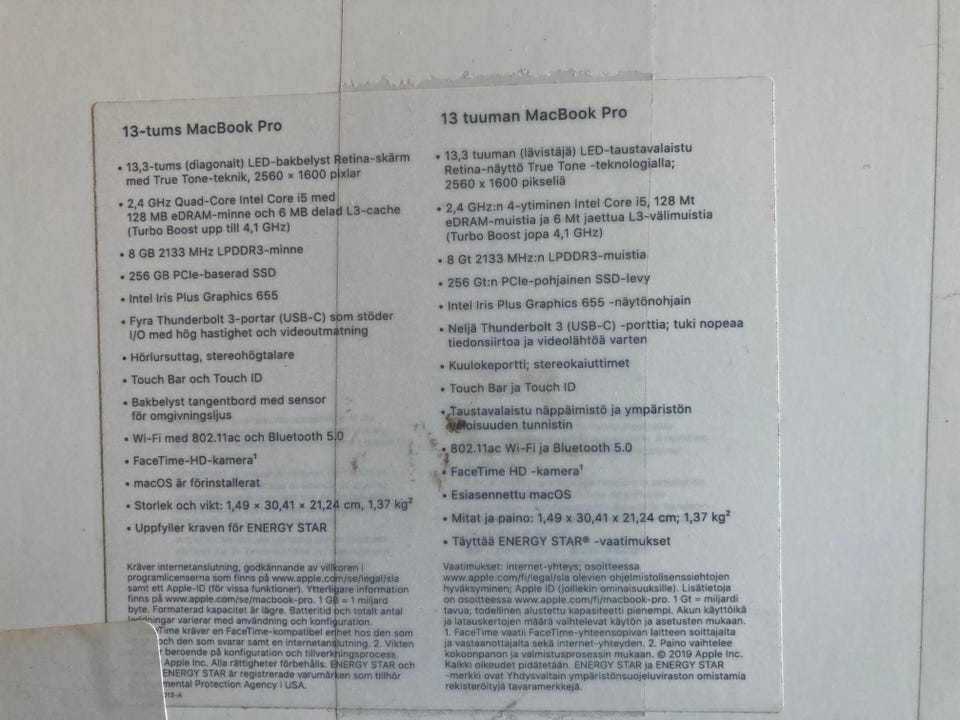 13-tums MacBook Pro
• 13,3-tums (diagonalt) LED-bakbelyst Retina-skärm
med True Tone-teknik, 2560 × 1600 pixlar
• 2,4 GHz Quad-Core Intel Core i5 med
128 MB eDRAM-minne och 6 MB delad L3-cache
(Turbo Boost upp till 4,1 GHz)
• 8 GB 2133 MHz LPDDR3-minne
• 256 GB PCIe-baserad SSD
• Intel Iris Plus Graphics 655
• Fyra Thunderbolt 3-portar (USB-C) som stöder
I/O med hög hastighet och videoutmatning
• Hörlursuttag, stereohögtalare
• Touch Bar och Touch ID
• Bakbelyst tangentbord med sensor
för omgivningsljus
• Wi-Fi med 802.11ac och Bluetooth 5.0
• FaceTime-HD-kamera¹
• macOS är förinstallerat
• Storlek och vikt: 1,49 × 30,41 × 21,24 cm, 1,37 kg²
• Uppfyller kraven för ENERGY STAR
Kräver internetanslutning, godkännande av villkoren i
programlicenserna som finns på www.apple.com/se/legal/sla
samt ett Apple-ID (för vissa funktioner). Ytterligare information
finns på www.apple.com/se/macbook-pro. 1 GB = 1 miljard
byte. Formaterad kapacitet är lägre. Batteritid och totalt antal
laddningar varierar med användning och konfiguration.
Time kräver en FaceTime-kompatibel enhet hos den som
och den som svarar samt en internetanslutning. 2. Vikten
beroende på konfiguration och tillverkningsprocess.
Apple Inc. Alla rättigheter förbehålls. ENERGY STAR och
ENERGY STAR är registrerade varumärken som tillhör
mental Protection Agency i USA.
013-A
13 tuuman MacBook Pro
• 13,3 tuuman (lävistäjä) LED-taustavalaistu
Retina-näyttö True Tone -teknologialla;
2560 x 1600 pikseliä
• 2,4 GHz:n 4-ytiminen Intel Core i5, 128 Mt
eDRAM-muistia ja 6 Mt jaettua L3-välimuistia
(Turbo Boost jopa 4,1 GHz)
• 8 Gt 2133 MHz:n LPDDR3-muistia
• 256 Gt:n PCIe-pohjainen SSD-levy
• Intel Iris Plus Graphics 655 -näytönohjain
• Neljä Thunderbolt 3 (USB-C) -porttia; tuki nopeaa
tiedonsiirtoa ja videolähtöä varten
• Kuulokeportti; stereokaiuttimet
• Touch Bar ja Touch ID
• Taustavalaistu näppäimistö ja ympäristön
valoisuuden tunnistin
• 802.11ac Wi-Fi ja Bluetooth 5.0
• FaceTime HD -kamera¹
• Esiasennettu macOS
• Mitat ja paino: 1,49 x 30,41 x 21,24 cm; 1,37 kg²
• Täyttää ENERGY STAR® -vaatimukset
Vaatimukset: internet-yhteys; osoitteessa
www.apple.com/fi/legal/sla olevien ohjelmistolisenssiehtojen
hyväksyminen; Apple ID (joillekin ominaisuuksille). Lisätietoja
on osoitteessa www.apple.com/fi/macbook-pro. 1 Gt = miljardi
tavua; todellinen alustettu kapasiteetti pienempi. Akun käyttöikä
ja latauskertojen määrä vaihtelevat käytön ja asetusten mukaan.
1. FaceTime vaatii FaceTime-yhteensopivan laitteen soittajalta
ja vastaanottajalta sekä internet-yhteyden. 2. Paino vaihtelee
kokoonpanon ja valmistusprosessin mukaan. © 2019 Apple Inc.
Kaikki oikeudet pidätetään. ENERGY STAR ja ENERGY STAR
-merkki ovat Yhdysvaltain ympäristönsuojeluviraston omistamia
rekisteröityjä tavaramerkkejä.